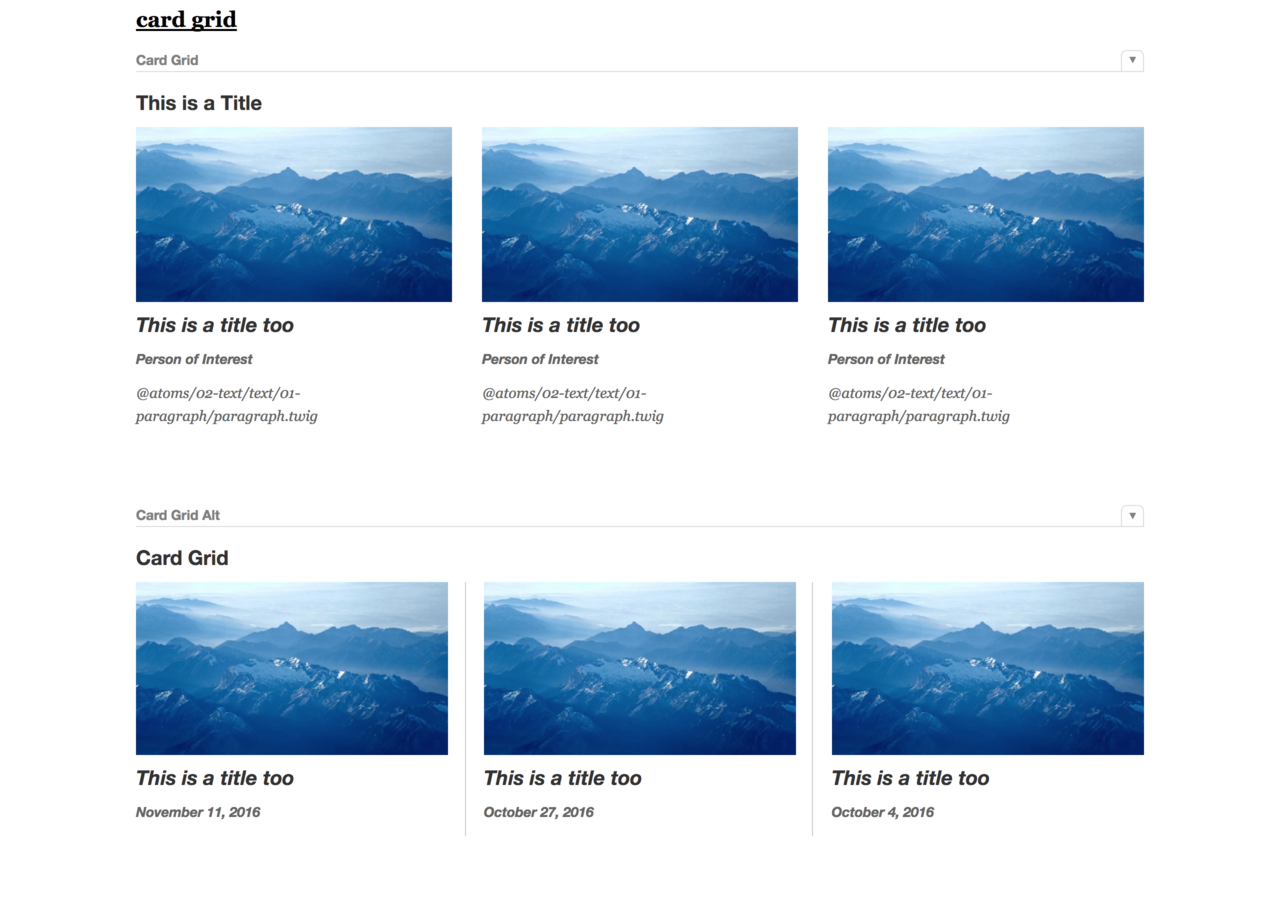 card grid
Card Grid
▼
This is a Title
This is a title too
This is a title too
This is a title too
Person of Interest
Person of Interest
Person of Interest
@atoms/02-text/text/01-
paragraph/paragraph.twig
@atoms/02-text/text/01-
paragraph/paragraph.twig
@atoms/02-text/text/01-
paragraph/paragraph.twig
Card Grid Alt
▼
Card Grid
This is a title too
This is a title too
This is a title too
November 11, 2016
October 27, 2016
October 4, 2016